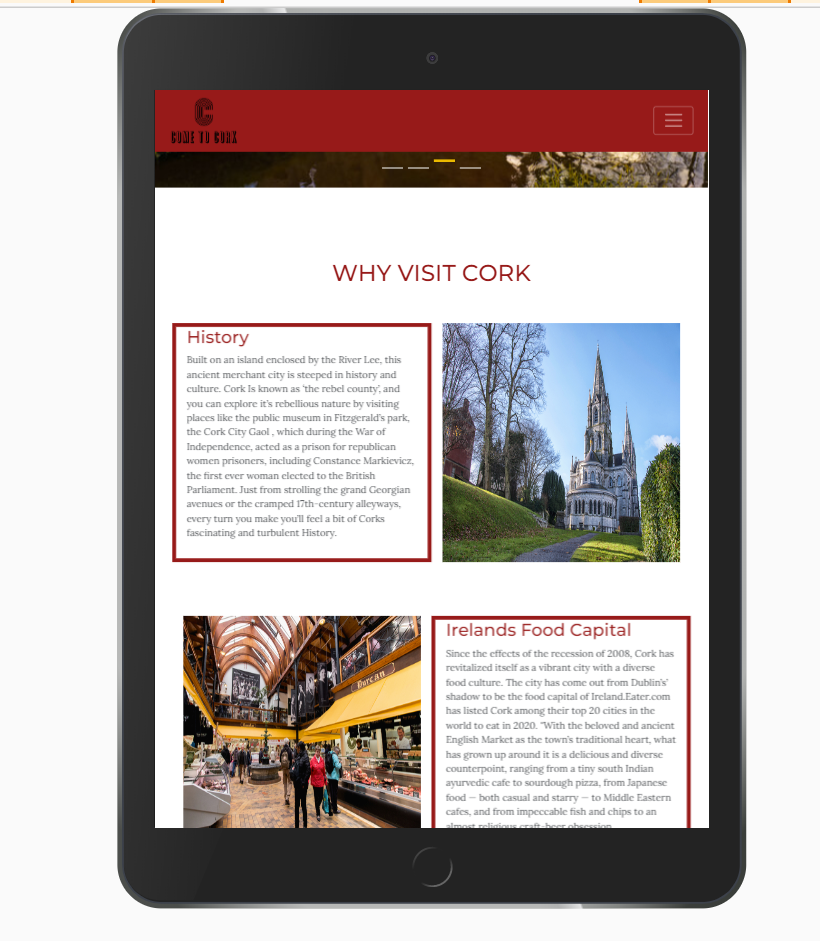 C
COME TO CORK
WHY VISIT CORK
History
Built on an island enclosed by the River Lee, this
ancient merchant city is steeped in history and
culture. Cork Is known as 'the rebel county', and
you can explore it's rebellious nature by visiting
places like the public museum in Fitzgerald's park,
the Cork City Gaol , which during the War of
Independence, acted as a prison for republican
women prisoners, including Constance Markievicz,
the first ever woman elected to the British
Parliament. Just from strolling the grand Georgian
avenues or the cramped 17th-century alleyways,
every turn you make you'll feel a bit of Corks
fascinating and turbulent History.
Duncan
Irelands Food Capital
Since the effects of the recession of 2008, Cork has
revitalized itself as a vibrant city with a diverse
food culture. The city has come out from Dublin's'
shadow to be the food capital of Ireland.Eater.com
has listed Cork among their top 20 cities in the
world to eat in 2020. "With the beloved and ancient
English Market as the town's traditional heart, what
has grown up around it is a delicious and diverse
counterpoint, ranging from a tiny south Indian
ayurvedic cafe to sourdough pizza, from Japanese
food — both casual and starry — to Middle Eastern
cafes, and from impeccable fish and chips to an
almost religious craft-beer obsession